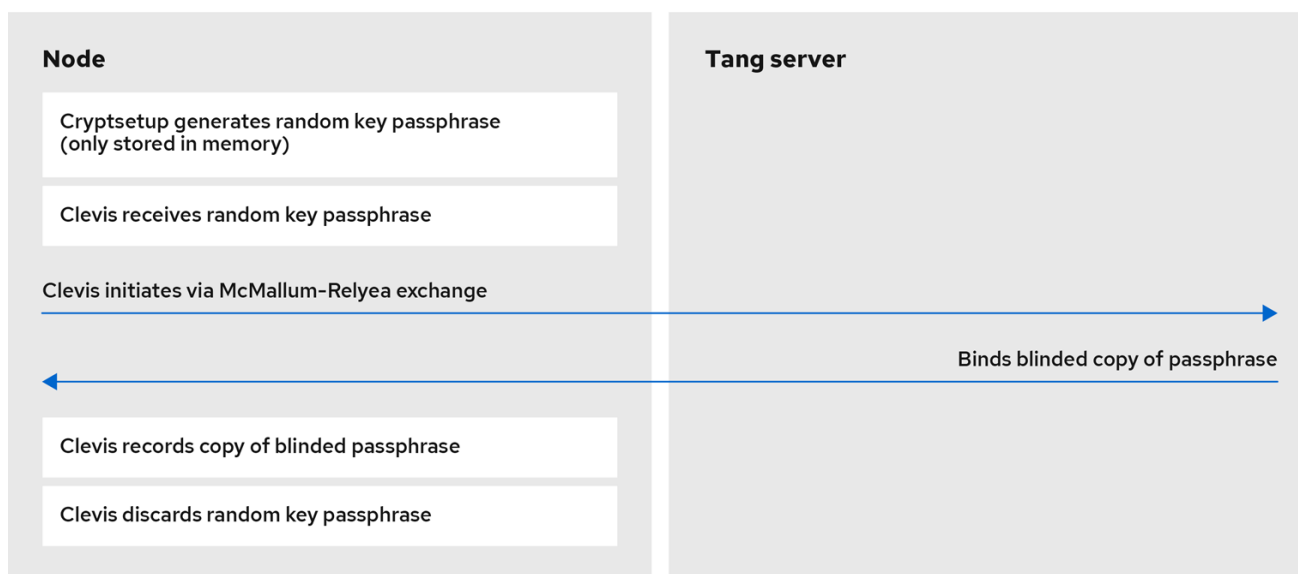 Node
Tang server
Cryptsetup generates random key passphrase
(only stored in memory)
Clevis receives random key passphrase
Clevis initiates via McMallum-Relyea exchange
Binds blinded copy of passphrase
Clevis records copy of blinded passphrase
Clevis discards random key passphrase